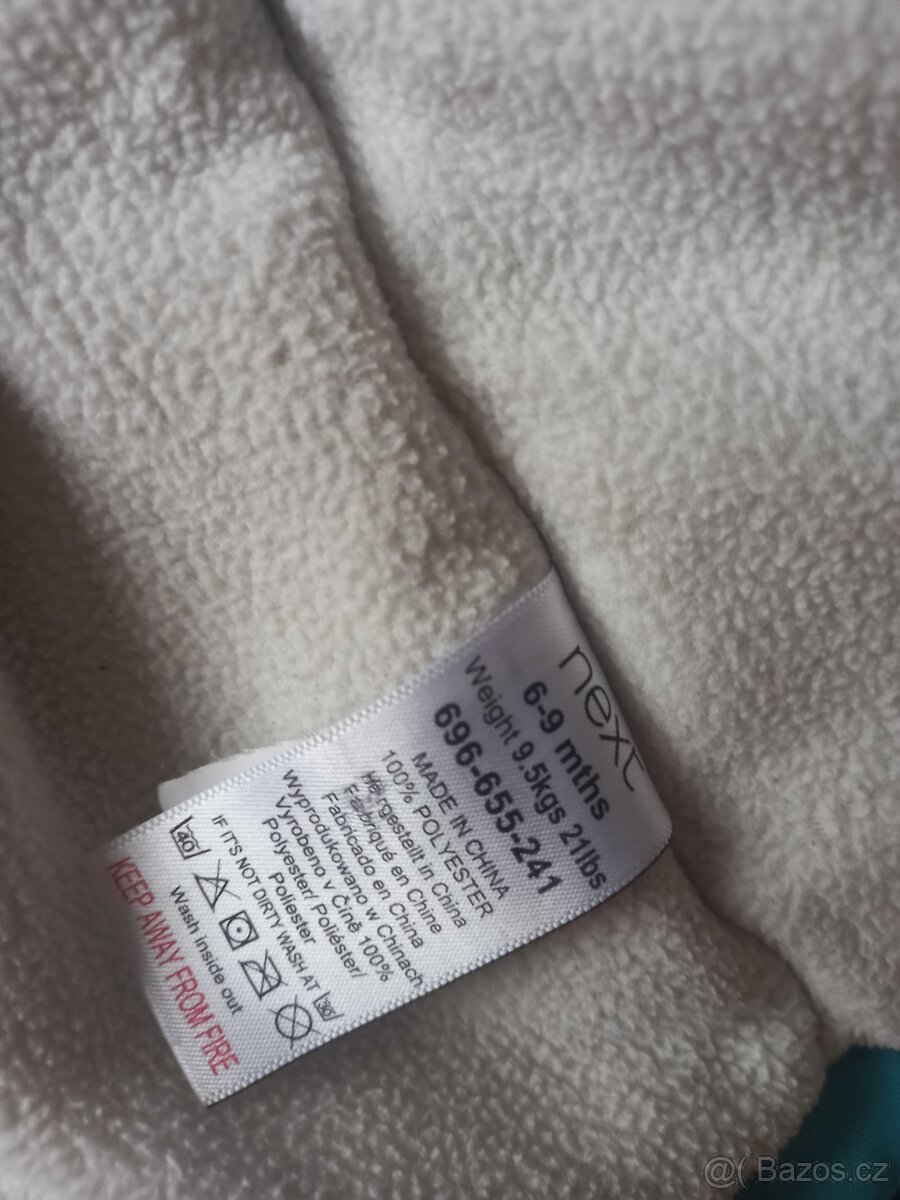 next
6-9 mths
Weight 9.5kgs 21lbs
696-655-241
MADE IN CHINA
100% POLYESTER
Hergestellt in China
Fabriqué en Chine
Fabricado en China
Wyprodukowano w Chinach
Vyrobeno v Číně 100%
Polyester/ Poliéster/
Poliester
IF IT'S NOT DIRTY WASH AT 30
40
Wash inside out
KEEP AWAY FROM FIRE
@( Bazos.cz